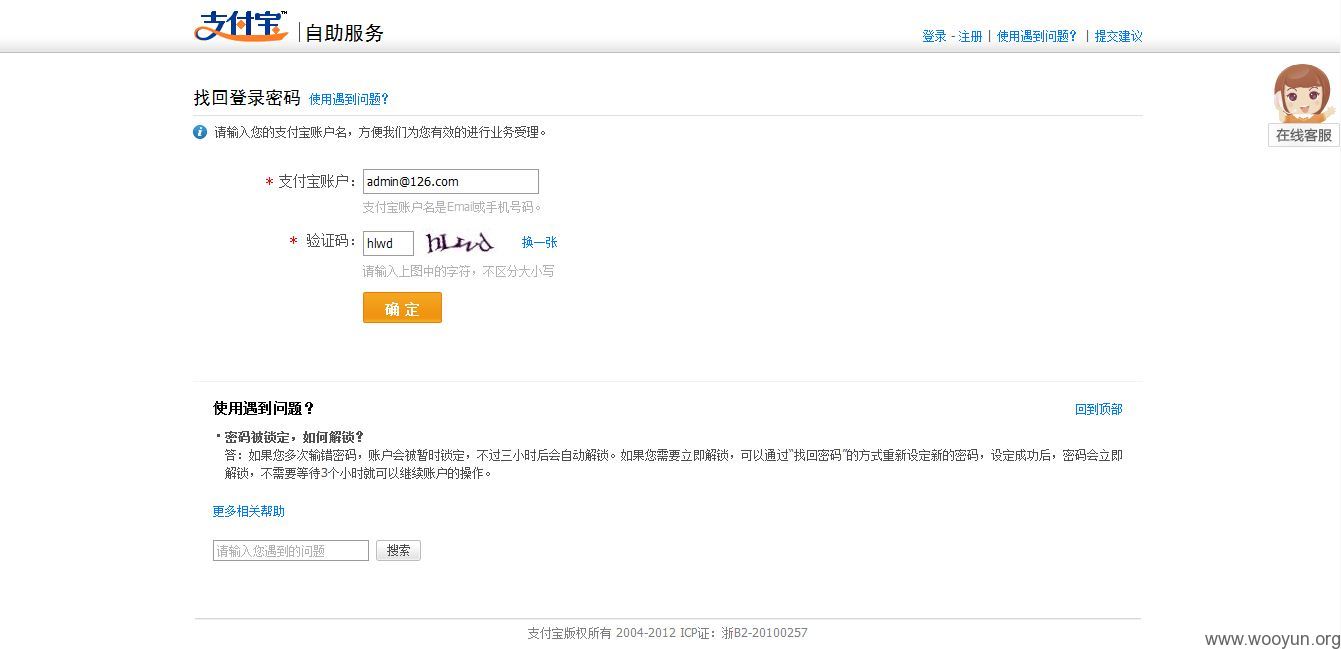 支付宝™ 自助服务
登录 - 注册 | 使用遇到问题? | 提交建议
在线客服
找回登录密码 使用遇到问题?
请输入您的支付宝账户名，方便我们为您有效的进行业务受理。
* 支付宝账户: admin@126.com
支付宝账户名是Email或手机号码。
* 验证码: hlwd hlwd 换一张
请输入上图中的字符，不区分大小写
确 定
使用遇到问题？ 回到顶部
· 密码被锁定，如何解锁?
答：如果您多次输错密码，账户会被暂时锁定，不过三小时后会自动解锁。如果您需要立即解锁，可以通过“找回密码”的方式重新设定新的密码，设定成功后，密码会立即
解锁，不需要等待3个小时就可以继续账户的操作。
更多相关帮助
请输入您遇到的问题 搜索
支付宝版权所有 2004-2012 ICP证：浙B2-20100257
www.wooyun.org